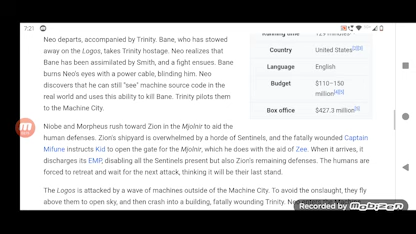 7:21
Neo departs, accompanied by Trinity. Bane, who has stowed
away on the Logos, takes Trinity hostage. Neo realizes that
Bane has been assimilated by Smith, and a fight ensues. Bane
burns Neo's eyes with a power cable, blinding him. Neo
discovers that he can still "see" machine source code in the
real world and uses this ability to kill Bane. Trinity pilots them
to the Machine City.
Running time 129 minutes
Country United States
Language English
Budget $110–150
million
Box office $427.3 million
Niobe and Morpheus rush toward Zion in the Mjolnir to aid the
human defenses. Zion's shipyard is overwhelmed by a horde of Sentinels, and the fatally wounded Captain
Mifune instructs Kid to open the gate for the Mjolnir, which he does with the aid of Zee. When it arrives, it
discharges its EMP, disabling all the Sentinels present but also Zion's remaining defenses. The humans are
forced to retreat and wait for the next attack, thinking it will be their last stand.
The Logos is attacked by a wave of machines outside of the Machine City. To avoid the onslaught, they fly
above them to open sky, and then crash into a building, fatally wounding Trinity.
Recorded by MOBIZEN